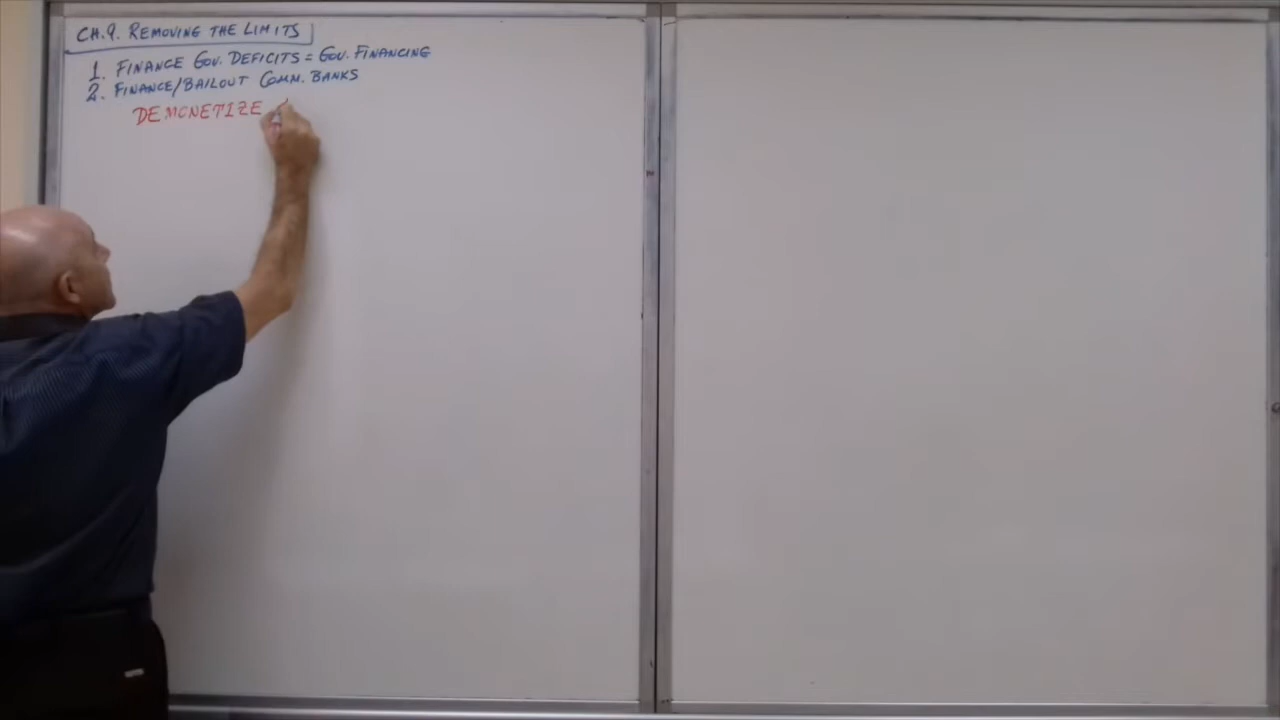 CH.9. REMOVING THE LIMITS
1. FINANCE GOV. DEFICITS = GOV. FINANCING
2. FINANCE/BAILOUT COMM. BANKS
DEMONETIZE